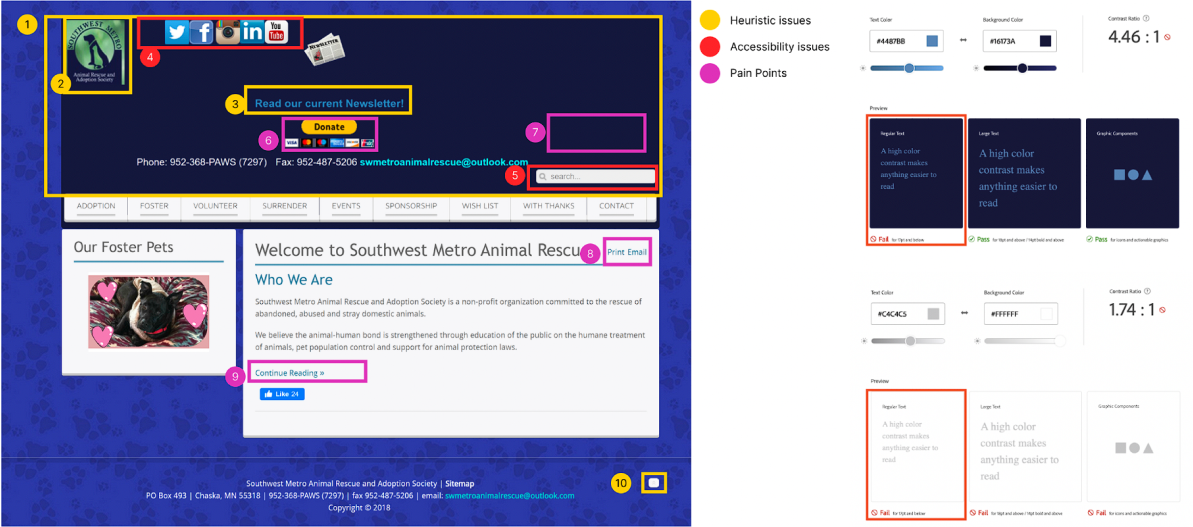 1
SOUTHWEST METRO
Animal Rescue and
Adoption Society
2
4
You
Tube
NEWSLETTER
3
Read our current Newsletter!
6
Donate
VISA
7
Phone: 952-368-PAWS (7297) Fax: 952-487-5206 swmetroanimalrescue@outlook.com
5
search...
ADOPTION FOSTER VOLUNTEER SURRENDER EVENTS SPONSORSHIP WISH LIST WITH THANKS CONTACT
Our Foster Pets
Welcome to Southwest Metro Animal Rescu
8
Print Email
Who We Are
Southwest Metro Animal Rescue and Adoption Society is a non-profit organization committed to the rescue of
abandoned, abused and stray domestic animals.
We believe the animal-human bond is strengthened through education of the public on the humane treatment
of animals, pet population control and support for animal protection laws.
9
Continue Reading »
Like 24
10
Southwest Metro Animal Rescue and Adoption Society | Sitemap
PO Box 493 | Chaska, MN 55318 | 952-368-PAWS (7297) | fax 952-487-5206 | email: swmetroanimalrescue@outlook.com
Copyright © 2018
Heuristic issues
Accessibility issues
Pain Points
Text Color
#4487BB
Background Color
#16173A
Contrast Ratio
4.46 : 1
Preview
Regular Text
A high color
contrast makes
anything easier to
read
Large Text
A high color
contrast makes
anything easier to
read
Graphic Components
Fail for 17pt and below
Pass for 18pt and above / 14pt bold and above
Pass for icons and actionable graphics
Text Color
#C4C4C5
Background Color
#FFFFFF
Contrast Ratio
1.74 : 1
Preview
Regular Text
A high color
contrast makes
anything easier to
read
Large Text
A high color
contrast makes
anything easier to
read
Graphic Components
Fail for 17pt and below
Fail for 18pt and above / 14pt bold and above
Fail for icons and actionable graphics